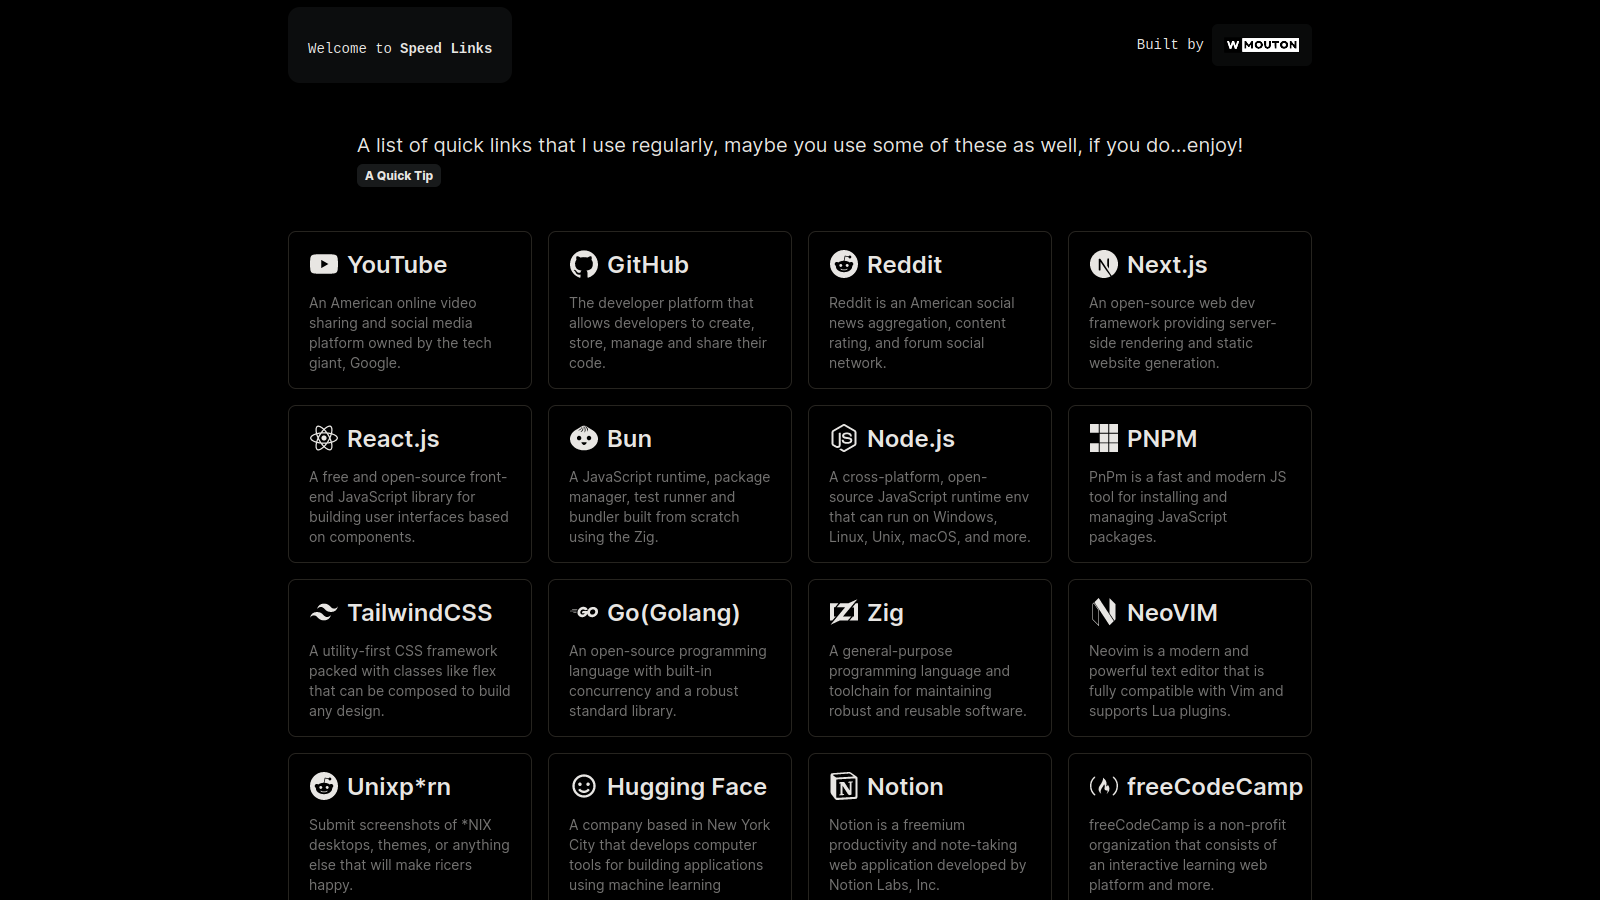 Welcome to Speed Links
Built by W MOUTON
A list of quick links that I use regularly, maybe you use some of these as well, if you do...enjoy!
A Quick Tip
YouTube
An American online video
sharing and social media
platform owned by the tech
giant, Google.
GitHub
The developer platform that
allows developers to create,
store, manage and share their
code.
Reddit
Reddit is an American social
news aggregation, content
rating, and forum social
network.
Next.js
An open-source web dev
framework providing server-
side rendering and static
website generation.
React.js
A free and open-source front-
end JavaScript library for
building user interfaces based
on components.
Bun
A JavaScript runtime, package
manager, test runner and
bundler built from scratch
using the Zig.
Node.js
A cross-platform, open-
source JavaScript runtime env
that can run on Windows,
Linux, Unix, macOS, and more.
PNPM
PnPm is a fast and modern JS
tool for installing and
managing JavaScript
packages.
TailwindCSS
A utility-first CSS framework
packed with classes like flex
that can be composed to build
any design.
Go(Golang)
An open-source programming
language with built-in
concurrency and a robust
standard library.
Zig
A general-purpose
programming language and
toolchain for maintaining
robust and reusable software.
NeoVIM
Neovim is a modern and
powerful text editor that is
fully compatible with Vim and
supports Lua plugins.
Unixp*rn
Submit screenshots of *NIX
desktops, themes, or anything
else that will make ricers
happy.
Hugging Face
A company based in New York
City that develops computer
tools for building applications
using machine learning
Notion
Notion is a freemium
productivity and note-taking
web application developed by
Notion Labs, Inc.
freeCodeCamp
freeCodeCamp is a non-profit
organization that consists of
an interactive learning web
platform and more.